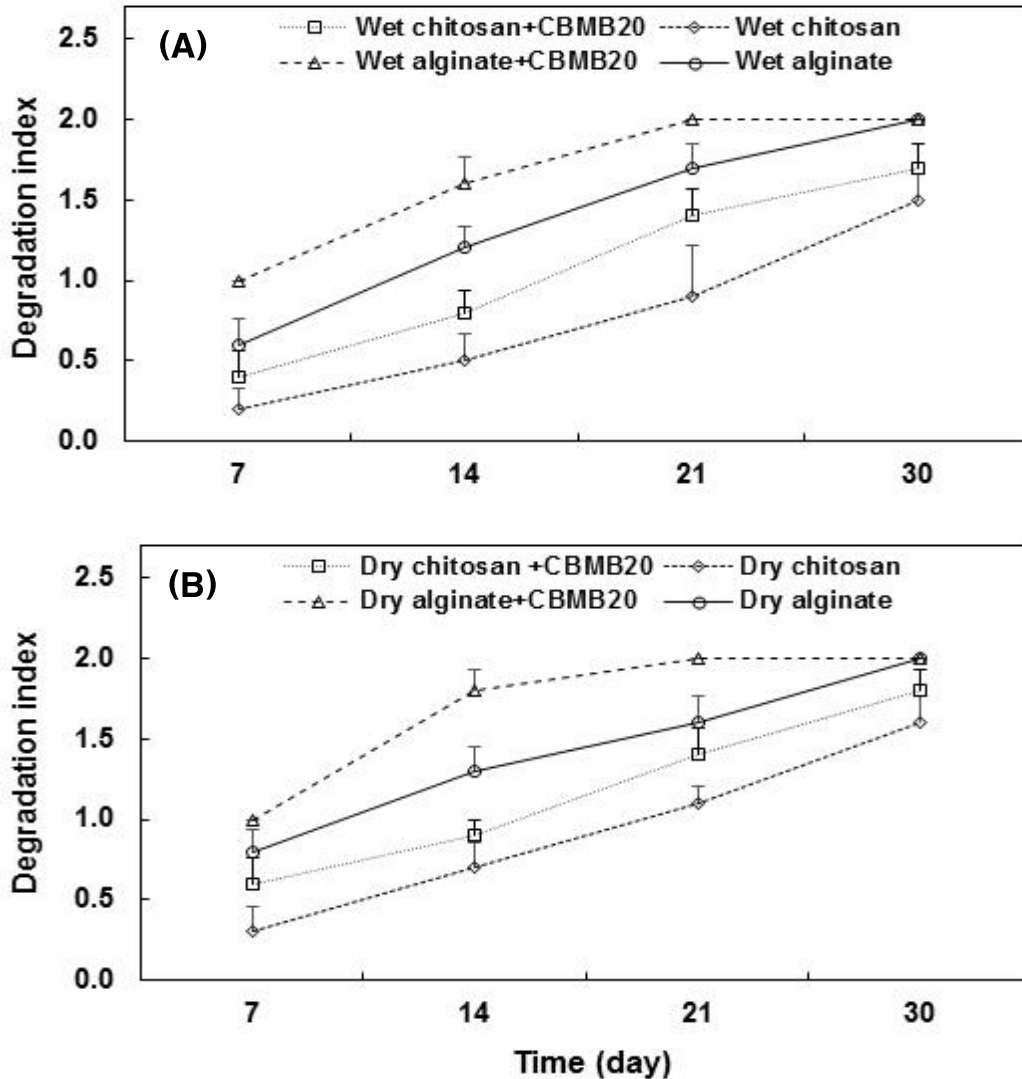 (A)
Wet chitosan+CBMB20 Wet chitosan
Wet alginate+CBMB20 Wet alginate
Degradation index
2.5
2.0
1.5
1.0
0.5
0.0
7 14 21 30
(B)
Dry chitosan +CBMB20 Dry chitosan
Dry alginate+CBMB20 Dry alginate
Degradation index
2.5
2.0
1.5
1.0
0.5
0.0
7 14 21 30
Time (day)